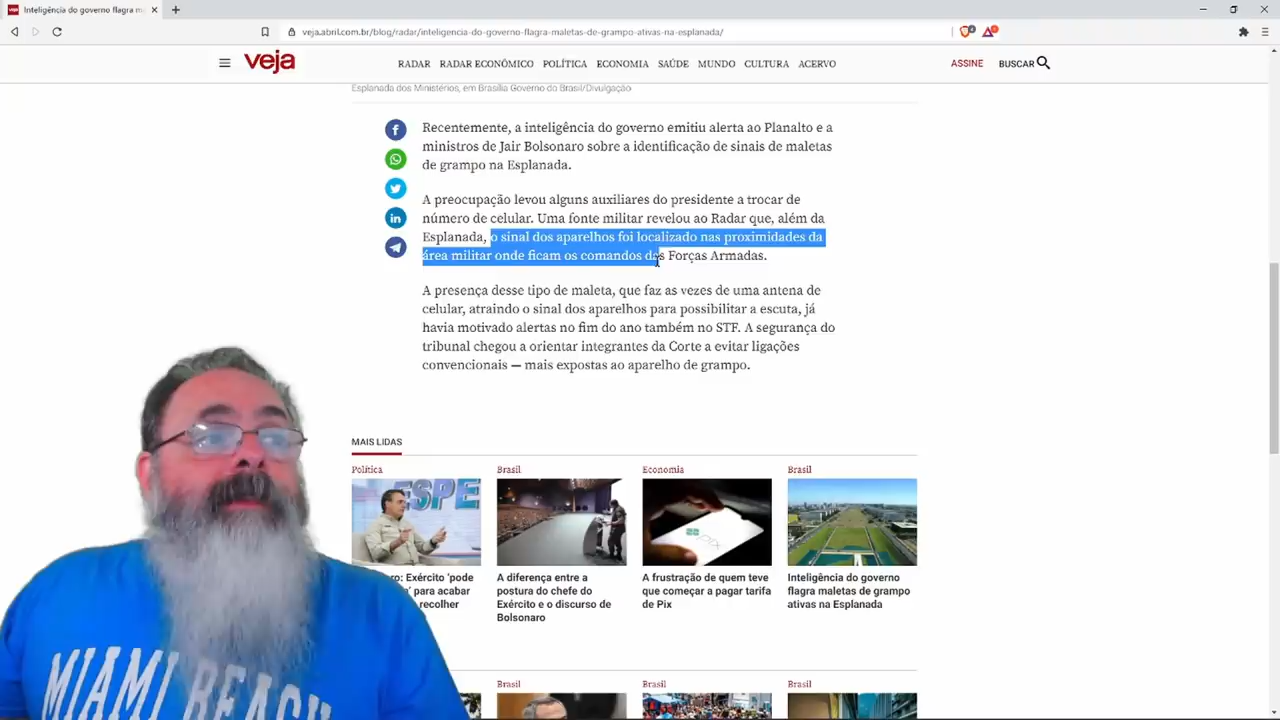 Inteligência do governo flagra m
veja.abril.com.br/blog/radar/inteligencia-do-governo-flagra-maletas-de-grampo-ativas-na-esplanada/
veja
RADAR RADAR ECONÔMICO POLÍTICA ECONOMIA SAÚDE MUNDO CULTURA ACERVO
ASSINE BUSCAR
Esplanada dos Ministérios, em Brasília Governo do Brasil/Divulgação
Recentemente, a inteligência do governo emitiu alerta ao Planalto e a
ministros de Jair Bolsonaro sobre a identificação de sinais de maletas
de grampo na Esplanada.
A preocupação levou alguns auxiliares do presidente a trocar de
número de celular. Uma fonte militar revelou ao Radar que, além da
Esplanada, o sinal dos aparelhos foi localizado nas proximidades da
área militar onde ficam os comandos das Forças Armadas.
A presença desse tipo de maleta, que faz as vezes de uma antena de
celular, atraindo o sinal dos aparelhos para possibilitar a escuta, já
havia motivado alertas no fim do ano também no STF. A segurança do
tribunal chegou a orientar integrantes da Corte a evitar ligações
convencionais — mais expostas ao aparelho de grampo.
MAIS LIDAS
Política
ESPE
ro: Exército 'pode
' para acabar
recolher
Brasil
A diferença entre a
postura do chefe do
Exército e o discurso de
Bolsonaro
Economia
pix
A frustração de quem teve
que começar a pagar tarifa
de Pix
Brasil
Inteligência do governo
flagra maletas de grampo
ativas na Esplanada
Brasil
Brasil
Brasil
MIAMI BEACH